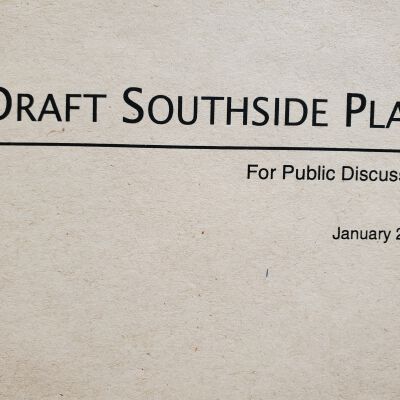 DRAFT SOUTHSIDE PLA
For Public Discuss
January 2